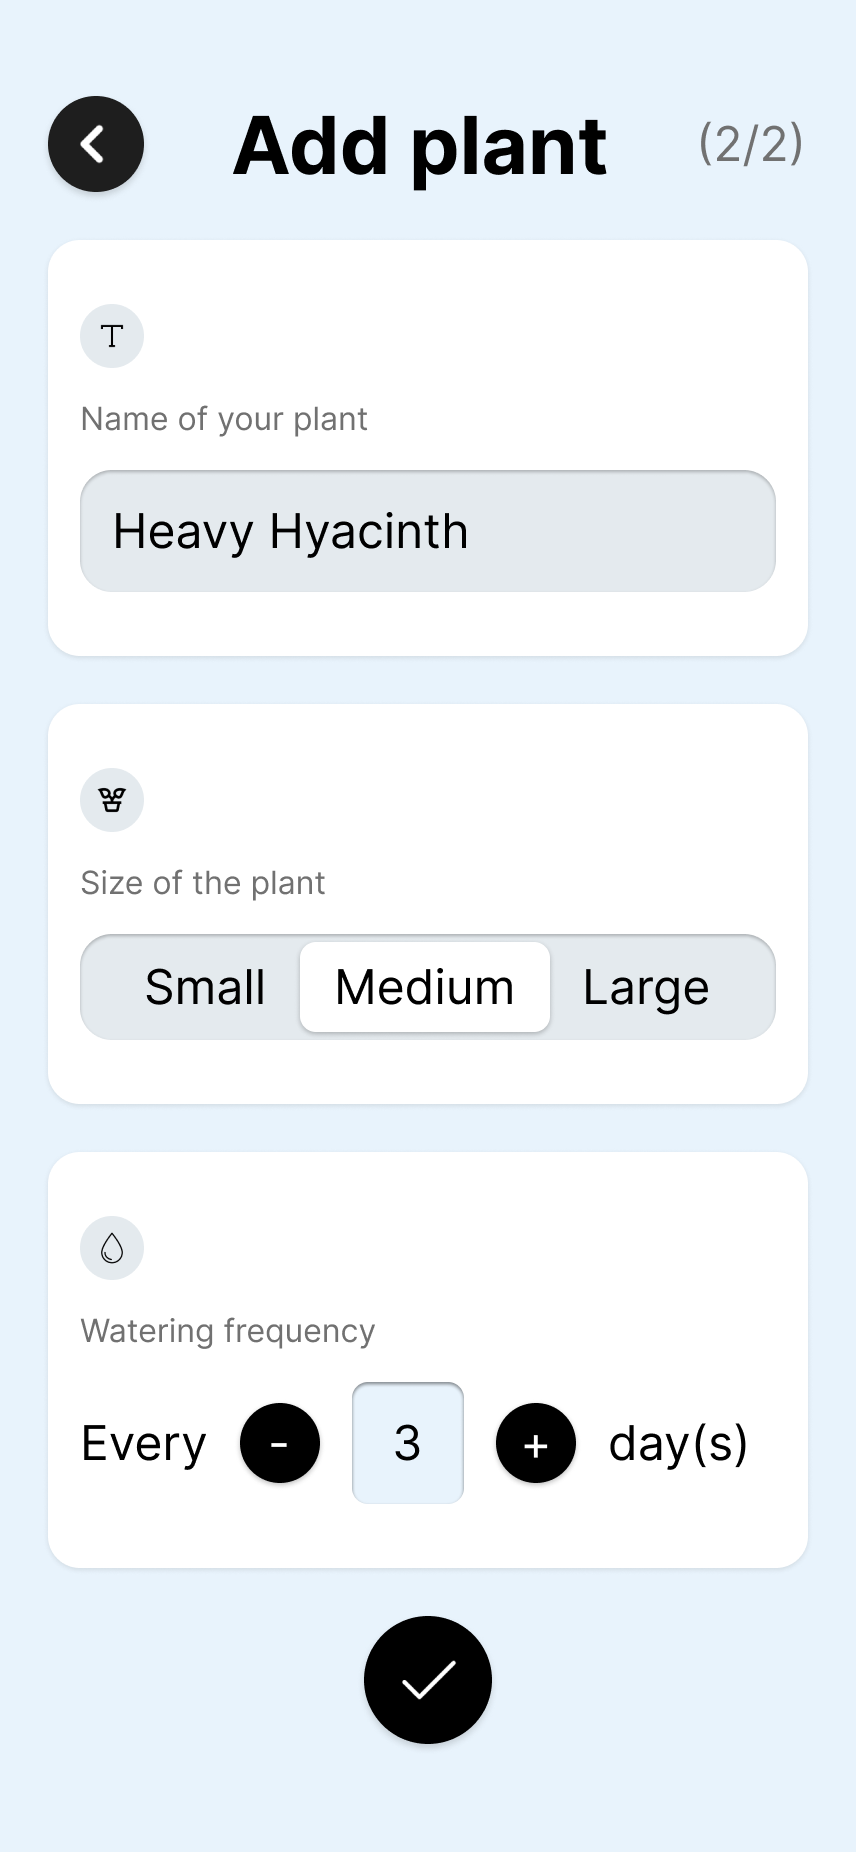 Add plant (2/2)
T
Name of your plant
Heavy Hyacinth
Size of the plant
Small Medium Large
Watering frequency
Every - 3 + day(s)